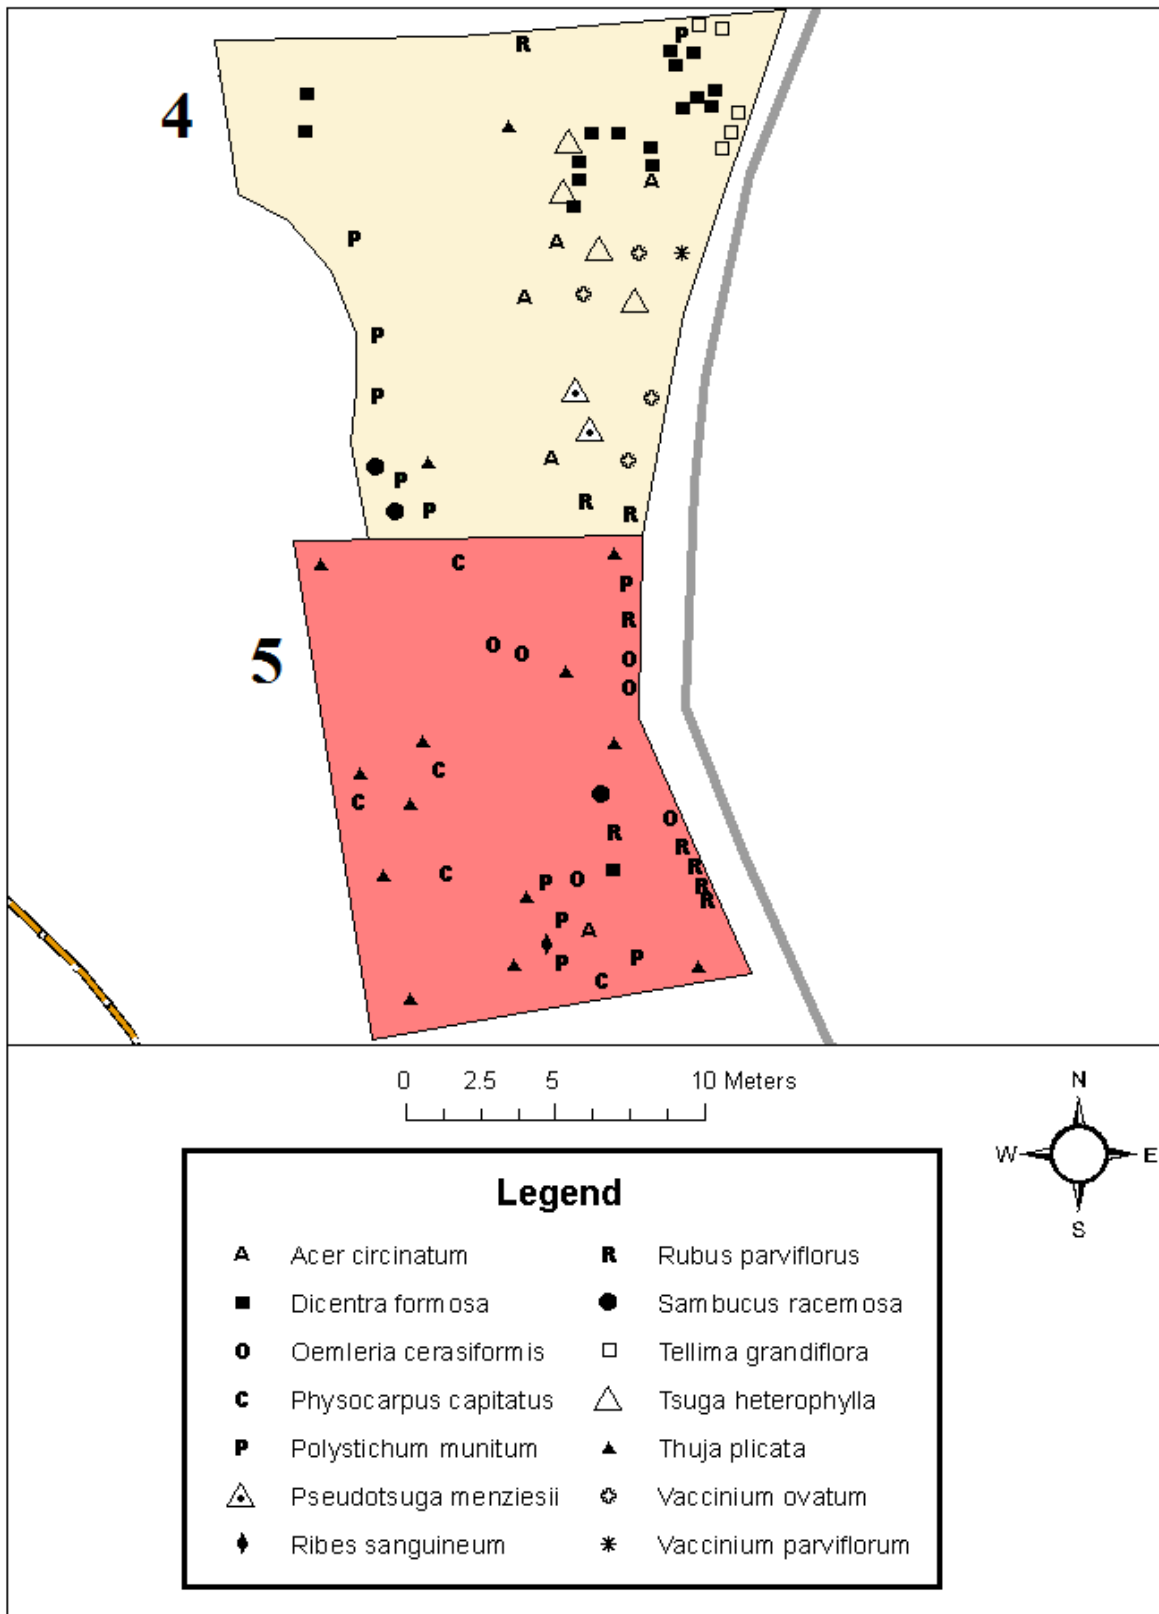 4
R
P
A
P
A
A
P
P
A
P
R
P
R
5
C
P
R
O
O
O
O
C
C
O
R
R
R
C
P
O
R
R
P
A
P
P
C
0 2.5 5 10 Meters
N
W E
S
Legend
A Acer circinatum R Rubus parviflorus
Dicentra formosa Sambucus racemosa
O Oemleria cerasiformis Tellima grandiflora
C Physocarpus capitatus Tsuga heterophylla
P Polystichum munitum Thuja plicata
Pseudotsuga menziesii Vaccinium ovatum
Ribes sanguineum Vaccinium parviflorum